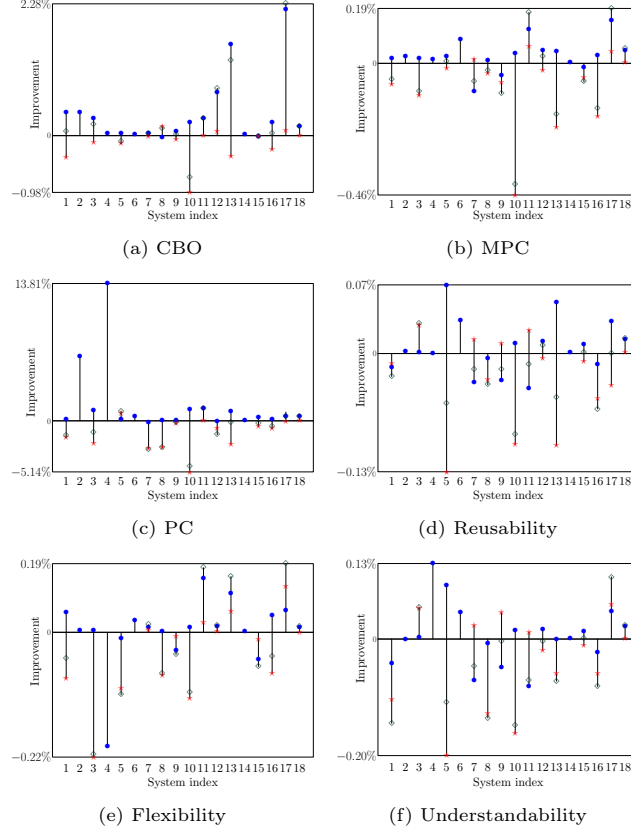 2.28%
Improvement
0
−0.98%
1 2 3 4 5 6 7 8 9 10 11 12 13 14 15 16 17 18
System index
(a) CBO
0.19%
Improvement
0
−0.46%
1 2 3 4 5 6 7 8 9 10 11 12 13 14 15 16 17 18
System index
(b) MPC
13.81%
Improvement
0
−5.14%
1 2 3 4 5 6 7 8 9 10 11 12 13 14 15 16 17 18
System index
(c) PC
0.07%
Improvement
0
−0.13%
1 2 3 4 5 6 7 8 9 10 11 12 13 14 15 16 17 18
System index
(d) Reusability
0.19%
Improvement
0
−0.22%
1 2 3 4 5 6 7 8 9 10 11 12 13 14 15 16 17 18
System index
(e) Flexibility
0.13%
Improvement
0
−0.20%
1 2 3 4 5 6 7 8 9 10 11 12 13 14 15 16 17 18
System index
(f) Understandability